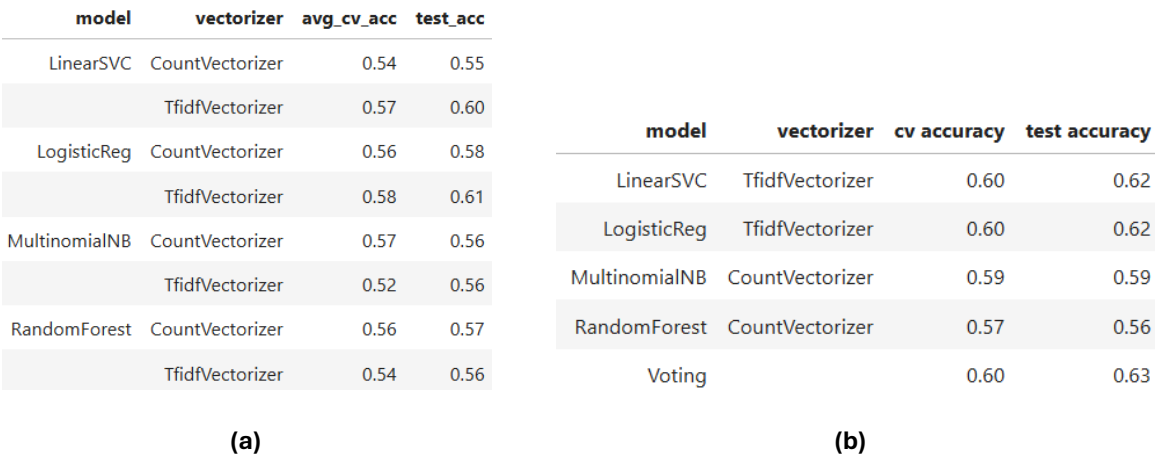 model vectorizer avg_cv_acc test_acc
LinearSVC CountVectorizer 0.54 0.55
TfidfVectorizer 0.57 0.60
LogisticReg CountVectorizer 0.56 0.58
TfidfVectorizer 0.58 0.61
MultinomialNB CountVectorizer 0.57 0.56
TfidfVectorizer 0.52 0.56
RandomForest CountVectorizer 0.56 0.57
TfidfVectorizer 0.54 0.56
(a)
model vectorizer cv accuracy test accuracy
LinearSVC TfidfVectorizer 0.60 0.62
LogisticReg TfidfVectorizer 0.60 0.62
MultinomialNB CountVectorizer 0.59 0.59
RandomForest CountVectorizer 0.57 0.56
Voting 0.60 0.63
(b)